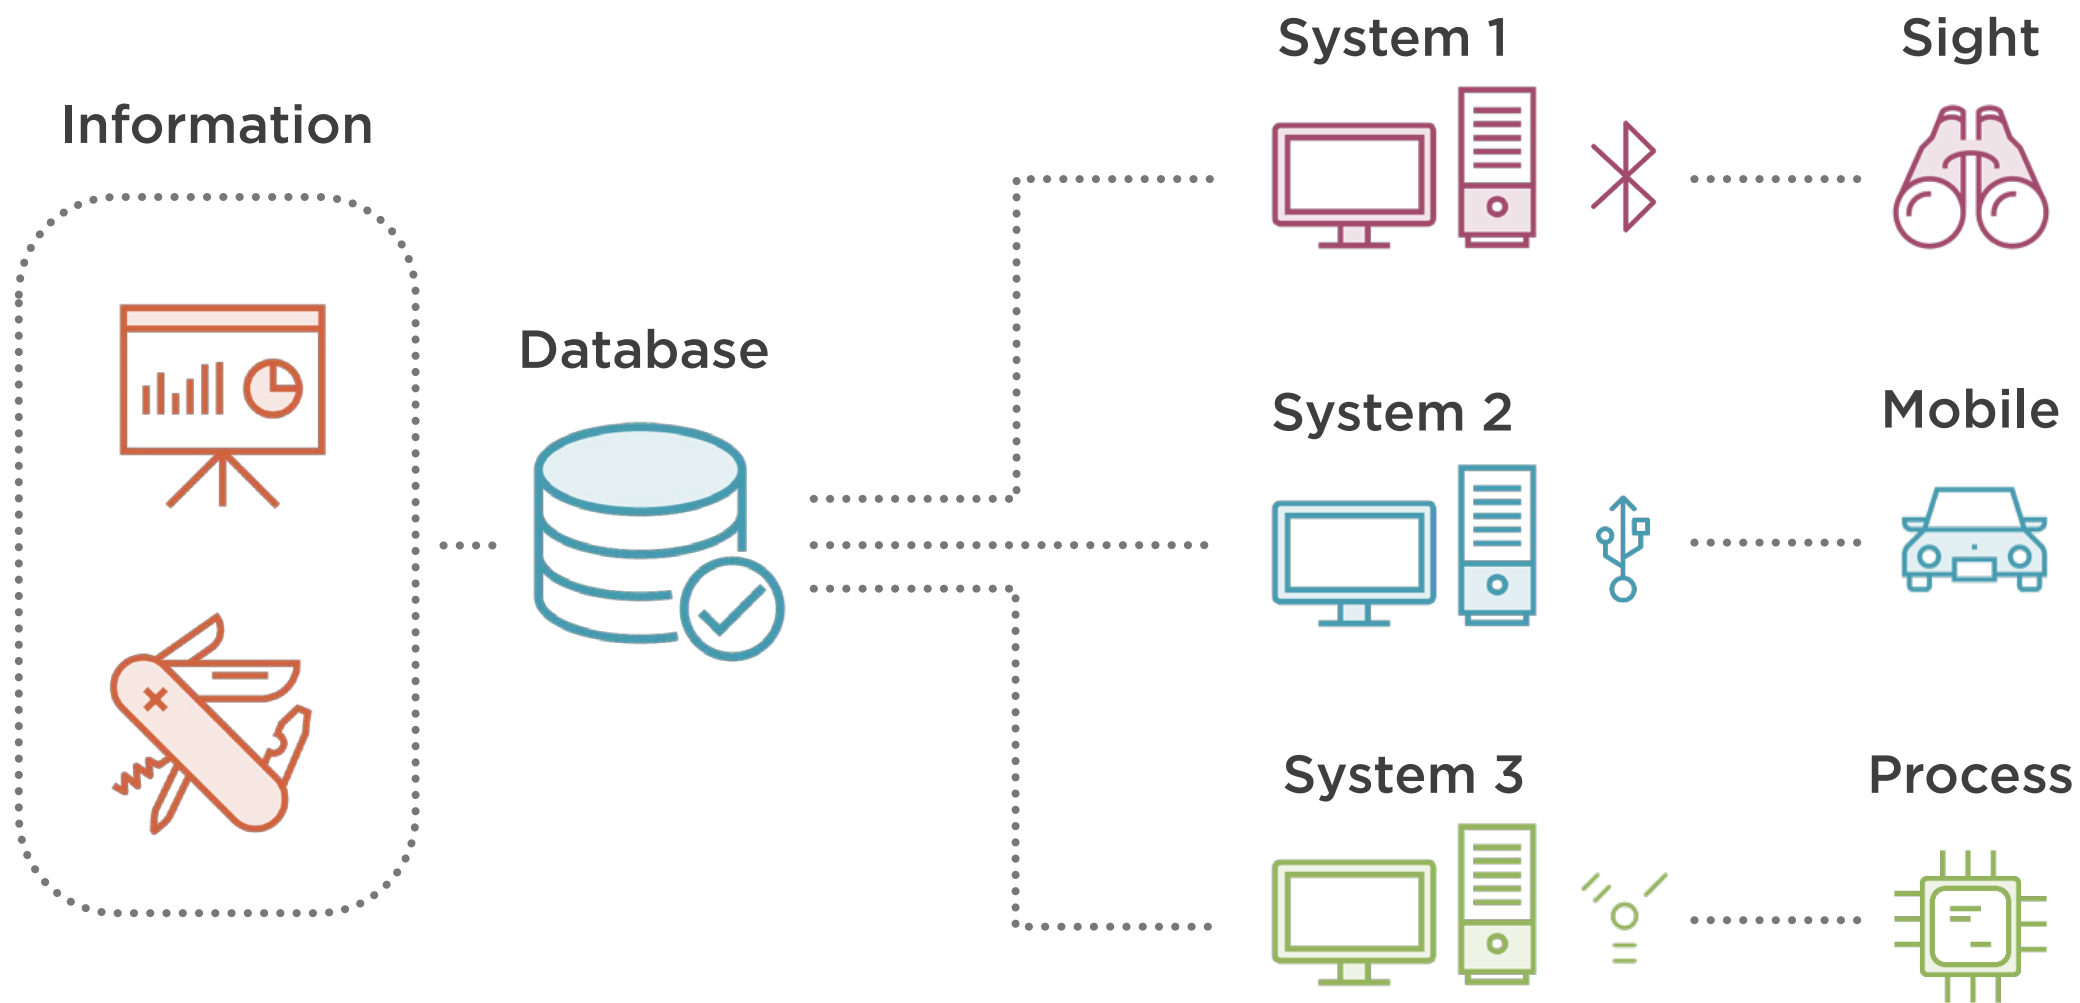 Information
Database
System 1
Sight
System 2
Mobile
System 3
Process